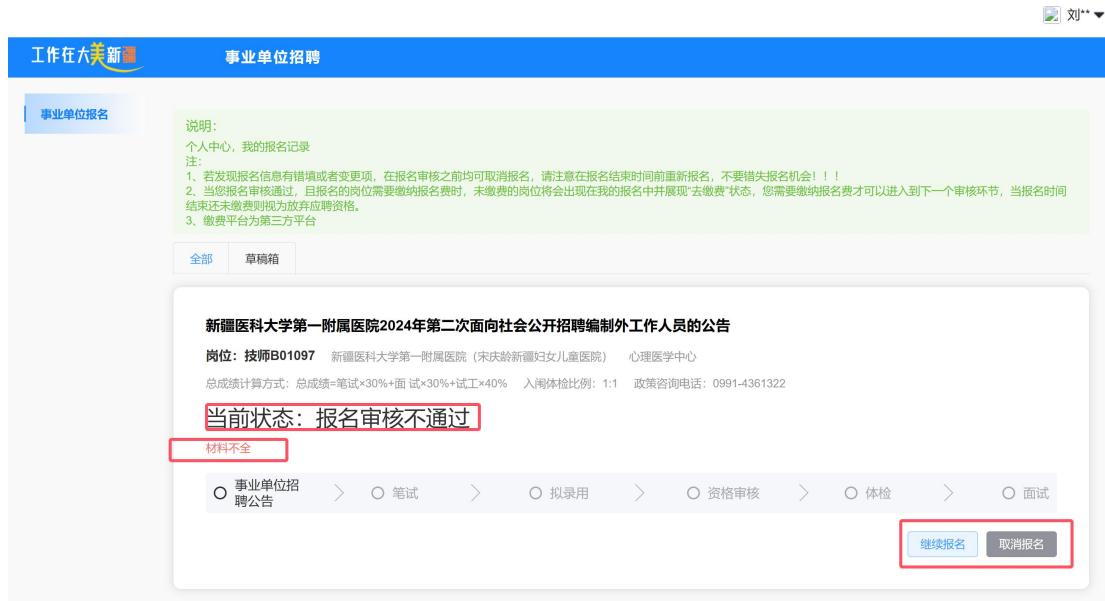 刘**
工作在大美新疆
事业单位招聘
事业单位报名
说明：
个人中心，我的报名记录
注：
1、若发现报名信息有错填或者变更项，在报名审核之前均可取消报名，请注意在报名结束时间前重新报名，不要错失报名机会！！！
2、当您报名审核通过，且报名的岗位需要缴纳报名费时，未缴费的岗位将会出现在我的报名中并展现“去缴费”状态，您需要缴纳报名费才可以进入到下一个审核环节，当报名时间
结束还未缴费则视为放弃应聘资格。
3、缴费平台为第三方平台
全部 草稿箱
新疆医科大学第一附属医院2024年第二次面向社会公开招聘编制外工作人员的公告
岗位：技师B01097 新疆医科大学第一附属医院（宋庆龄新疆妇女儿童医院） 心理医学中心
总成绩计算方式：总成绩=笔试×30%+面 试×30%+试工×40% 入闱体检比例：1:1 政策咨询电话：0991-4361322
当前状态：报名审核不通过
材料不全
事业单位招
聘公告
笔试 拟录用 资格审核 体检 面试
继续报名 取消报名